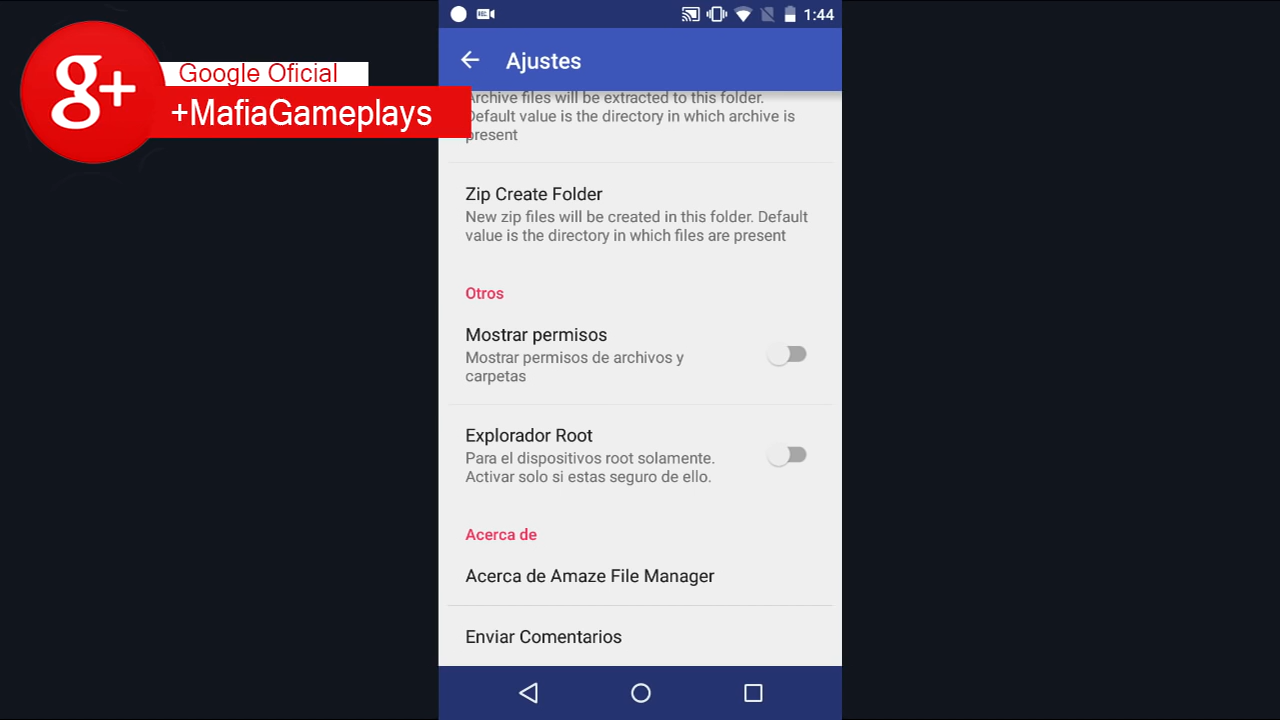 1:44
Ajustes
g+
Google Oficial
+MafiaGameplays
Archive files will be extracted to this folder.
Default value is the directory in which archive is
present
Zip Create Folder
New zip files will be created in this folder. Default
value is the directory in which files are present
Otros
Mostrar permisos
Mostrar permisos de archivos y
carpetas
Explorador Root
Para el dispositivos root solamente.
Activar solo si estas seguro de ello.
Acerca de
Acerca de Amaze File Manager
Enviar Comentarios